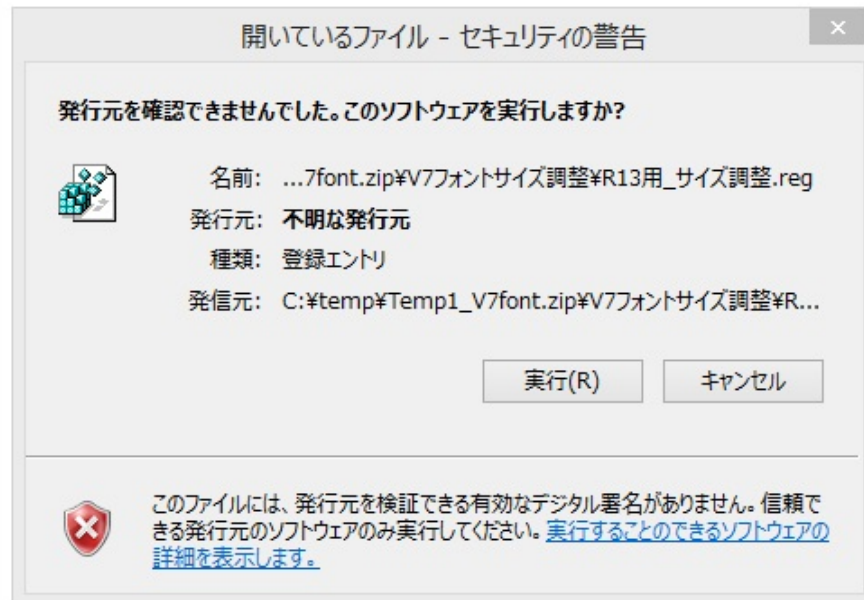 開いているファイル - セキュリティの警告
×
発行元を確認できませんでした。このソフトウェアを実行しますか?
名前: ...7font.zip¥V7フォントサイズ調整¥R13用_サイズ調整.reg
発行元: 不明な発行元
種類: 登録エントリ
発信元: C:¥temp¥Temp1_V7font.zip¥V7フォントサイズ調整¥R...
実行(R) キャンセル
このファイルには、発行元を検証できる有効なデジタル署名がありません。信頼で
きる発行元のソフトウェアのみ実行してください。実行することのできるソフトウェアの
詳細を表示します。